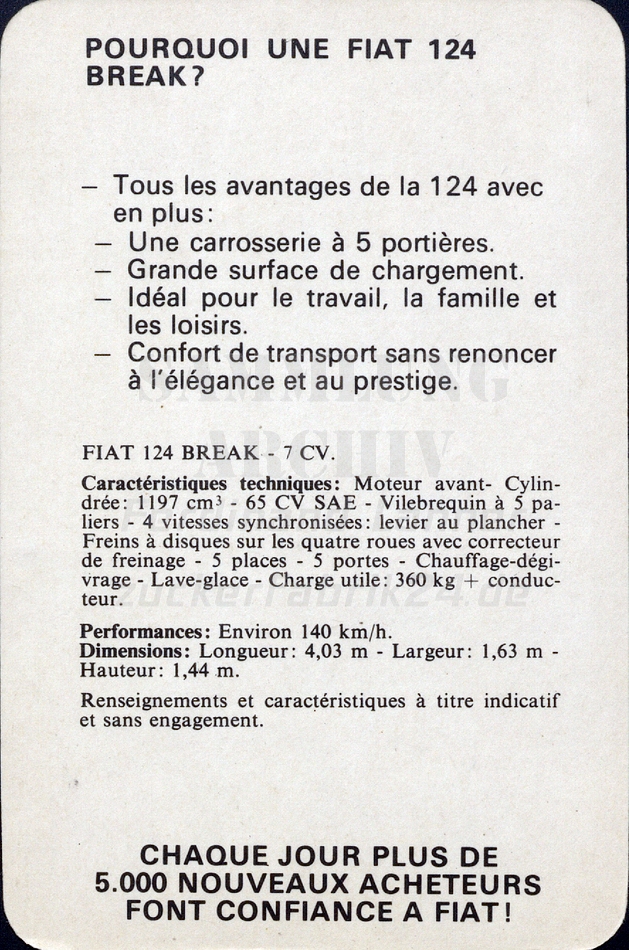 POURQUOI UNE FIAT 124
BREAK?
– Tous les avantages de la 124 avec
en plus:
– Une carrosserie à 5 portières.
– Grande surface de chargement.
– Idéal pour le travail, la famille et
les loisirs.
– Confort de transport sans renoncer
à l'élégance et au prestige.
SAMMLUNG
ARCHIV
FIAT 124 BREAK - 7 CV.
Caractéristiques techniques: Moteur avant- Cylin-
drée: 1197 cm³ - 65 CV SAE - Vilebrequin à 5 pa-
liers - 4 vitesses synchronisées: levier au plancher -
Freins à disques sur les quatre roues avec correcteur
de freinage - 5 places - 5 portes - Chauffage-dégi-
vrage - Lave-glace - Charge utile: 360 kg + conduc-
teur.
zuckerfabrik24.de
Performances: Environ 140 km/h.
Dimensions: Longueur: 4,03 m - Largeur: 1,63 m -
Hauteur: 1,44 m.
Renseignements et caractéristiques à titre indicatif
et sans engagement.
CHAQUE JOUR PLUS DE
5.000 NOUVEAUX ACHETEURS
FONT CONFIANCE A FIAT!